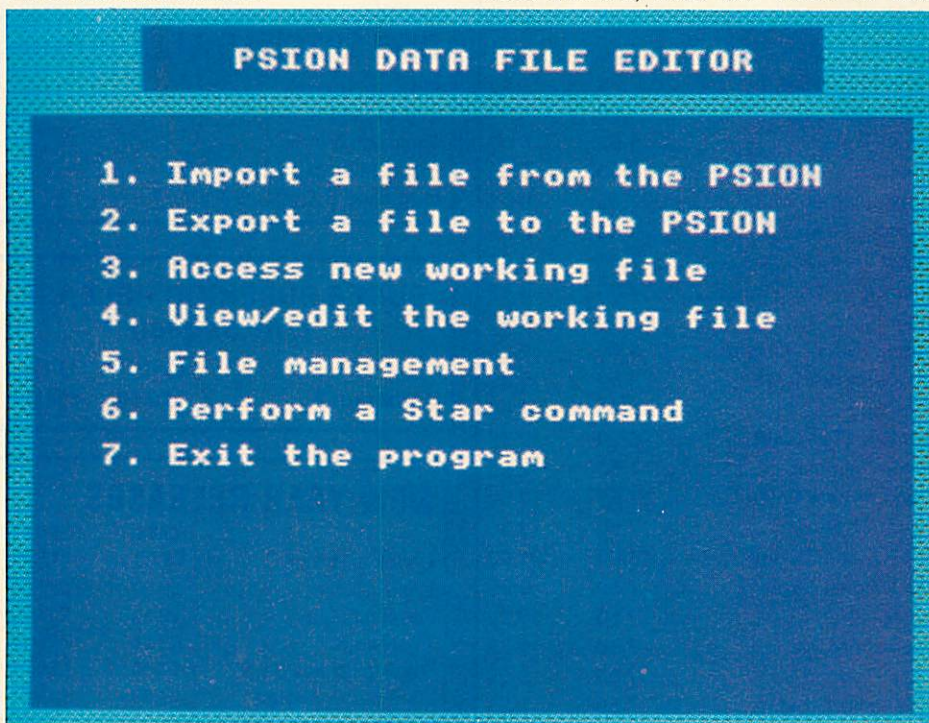 PSION DATA FILE EDITOR
1. Import a file from the PSION
2. Export a file to the PSION
3. Access new working file
4. View/edit the working file
5. File management
6. Perform a Star command
7. Exit the program